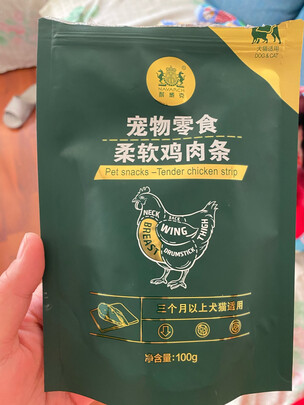 犬猫适用
DOG & CAT
宠物零食
柔软鸡肉条
Pet snacks –Tender chicken strip
NECK
BACK
WING
THIGH
BREAST
DRUMSTICK
三个月以上犬猫适用
净含量:100g